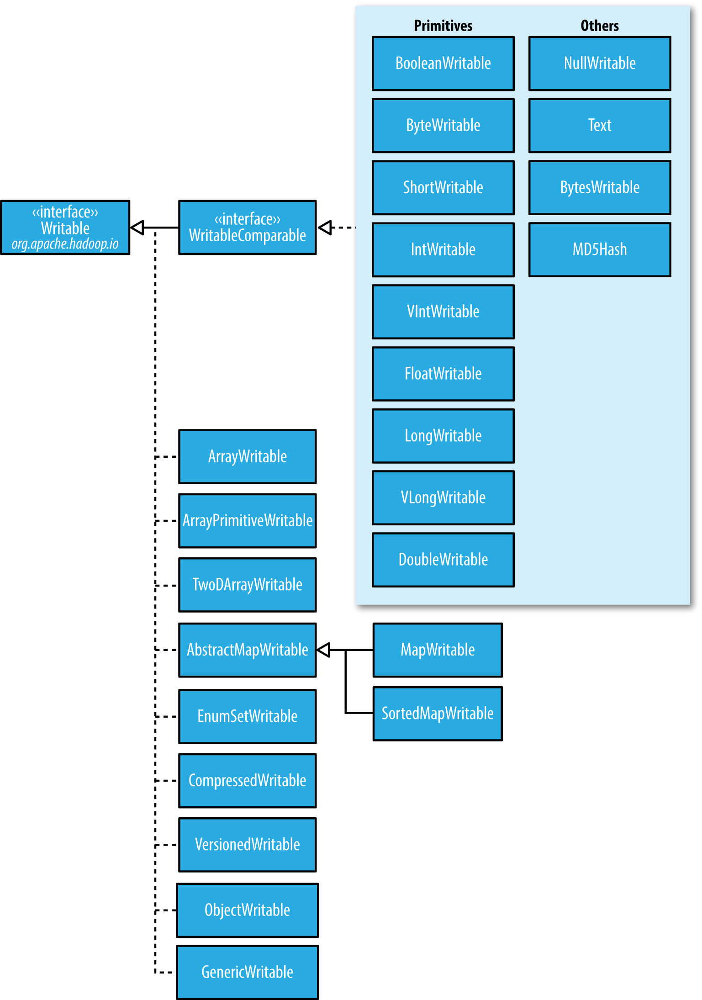 Primitives
Others
BooleanWritable
NullWritable
ByteWritable
Text
ShortWritable
BytesWritable
‹‹interface››
Writable
org.apache.hadoop.io
‹‹interface››
WritableComparable
IntWritable
MD5Hash
VIntWritable
FloatWritable
LongWritable
VLongWritable
DoubleWritable
ArrayWritable
ArrayPrimitiveWritable
TwoDArrayWritable
AbstractMapWritable
MapWritable
EnumSetWritable
SortedMapWritable
CompressedWritable
VersionedWritable
ObjectWritable
GenericWritable